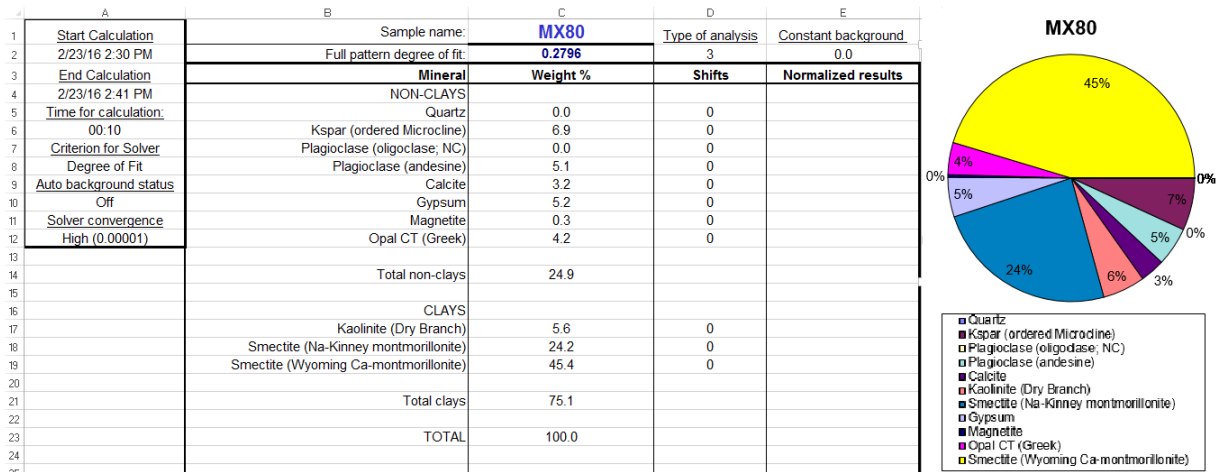 A B C D E
1 Start Calculation Sample name: MX80 Type of analysis Constant background
2 2/23/16 2:30 PM Full pattern degree of fit: 0.2796 3 0.0
3 End Calculation Mineral Weight % Shifts Normalized results
4 2/23/16 2:41 PM NON-CLAYS
5 Time for calculation: Quartz 0.0 0
6 00:10 Kspar (ordered Microcline) 6.9 0
7 Criterion for Solver Plagioclase (oligoclase; NC) 0.0 0
8 Degree of Fit Plagioclase (andesine) 5.1 0
9 Auto background status Calcite 3.2 0
10 Off Gypsum 5.2 0
11 Solver convergence Magnetite 0.3 0
12 High (0.00001) Opal CT (Greek) 4.2 0
13
14 Total non-clays 24.9
15
16 CLAYS
17 Kaolinite (Dry Branch) 5.6 0
18 Smectite (Na-Kinney montmorillonite) 24.2 0
19 Smectite (Wyoming Ca-montmorillonite) 45.4 0
20
21 Total clays 75.1
22
23 TOTAL 100.0
24
MX80
45%
4%
0%
0%
5%
7%
0%
5%
24%
6%
3%
Quartz
Kspar (ordered Microcline)
Plagioclase (oligoclase; NC)
Plagioclase (andesine)
Calcite
Kaolinite (Dry Branch)
Smectite (Na-Kinney montmorillonite)
Gypsum
Magnetite
Opal CT (Greek)
Smectite (Wyoming Ca-montmorillonite)